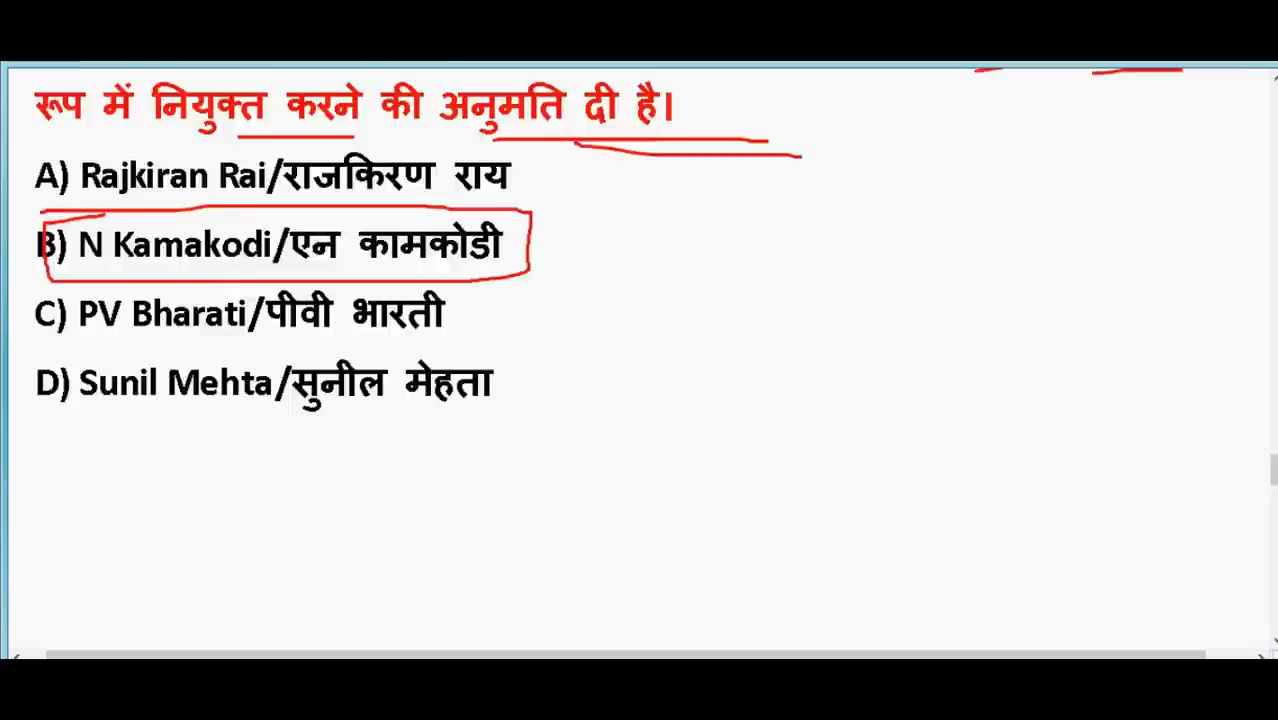 रूप में नियुक्त करने की अनुमति दी है।
A) Rajkiran Rai/राजकिरण राय
B) N Kamakodi/एन कामकोडी
C) PV Bharati/पीवी भारती
D) Sunil Mehta/सुनील मेहता